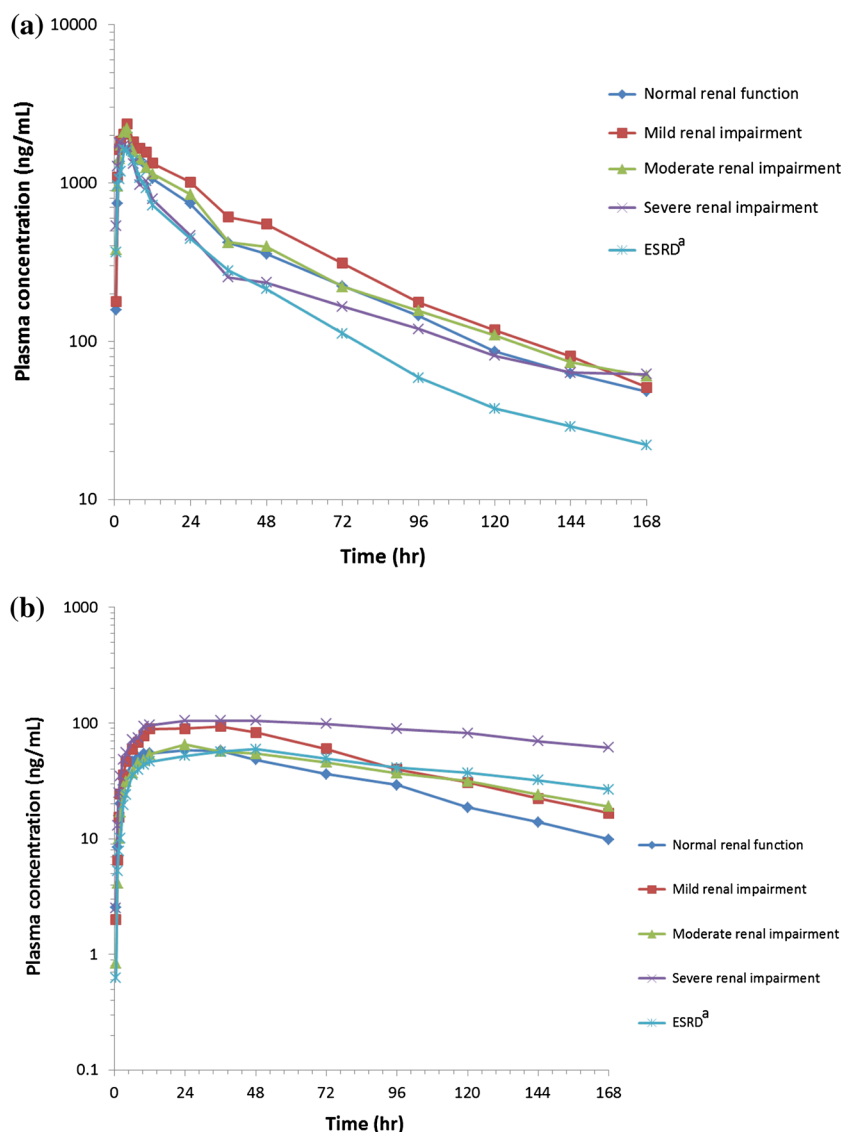 (a)
10000
1000
100
10
Plasma concentration (ng/mL)
0 24 48 72 96 120 144 168
Time (hr)
Normal renal function
Mild renal impairment
Moderate renal impairment
Severe renal impairment
ESRDa
(b)
1000
100
10
1
0.1
Plasma concentration (ng/mL)
0 24 48 72 96 120 144 168
Time (hr)
Normal renal function
Mild renal impairment
Moderate renal impairment
Severe renal impairment
ESRDa